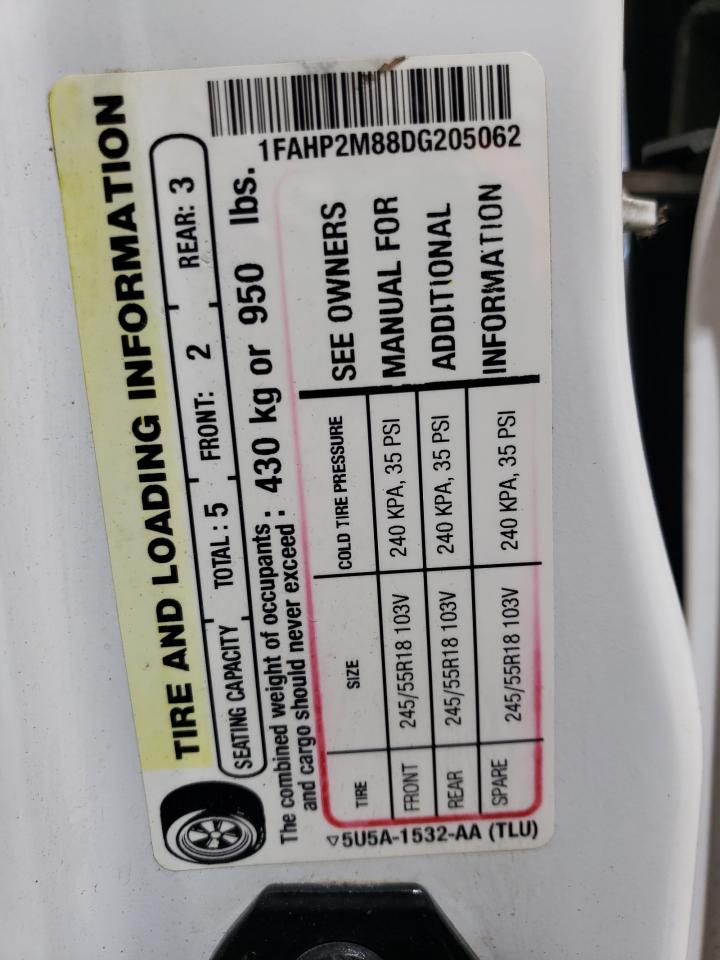 1FAHP2M88DG205062
TIRE AND LOADING INFORMATION
SEATING CAPACITY TOTAL : 5 FRONT: 2 REAR: 3
The combined weight of occupants and cargo should never exceed : 430 kg or 950 lbs.
TIRE SIZE COLD TIRE PRESSURE
FRONT 245/55R18 103V 240 KPA, 35 PSI
REAR 245/55R18 103V 240 KPA, 35 PSI
SPARE 245/55R18 103V 240 KPA, 35 PSI
SEE OWNERS
MANUAL FOR
ADDITIONAL
INFORMATION
▽5U5A-1532-AA (TLU)